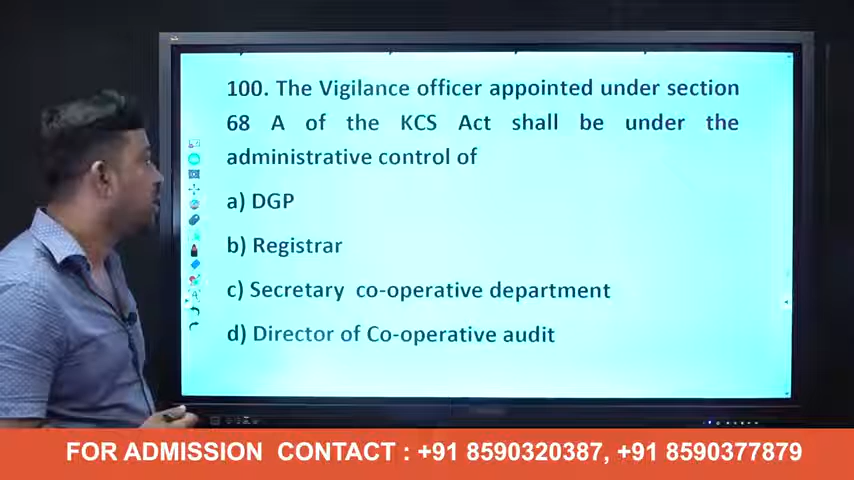 100. The Vigilance officer appointed under section
68 A of the KCS Act shall be under the
administrative control of
a) DGP
b) Registrar
c) Secretary co-operative department
d) Director of Co-operative audit
FOR ADMISSION CONTACT : +91 8590320387, +91 8590377879